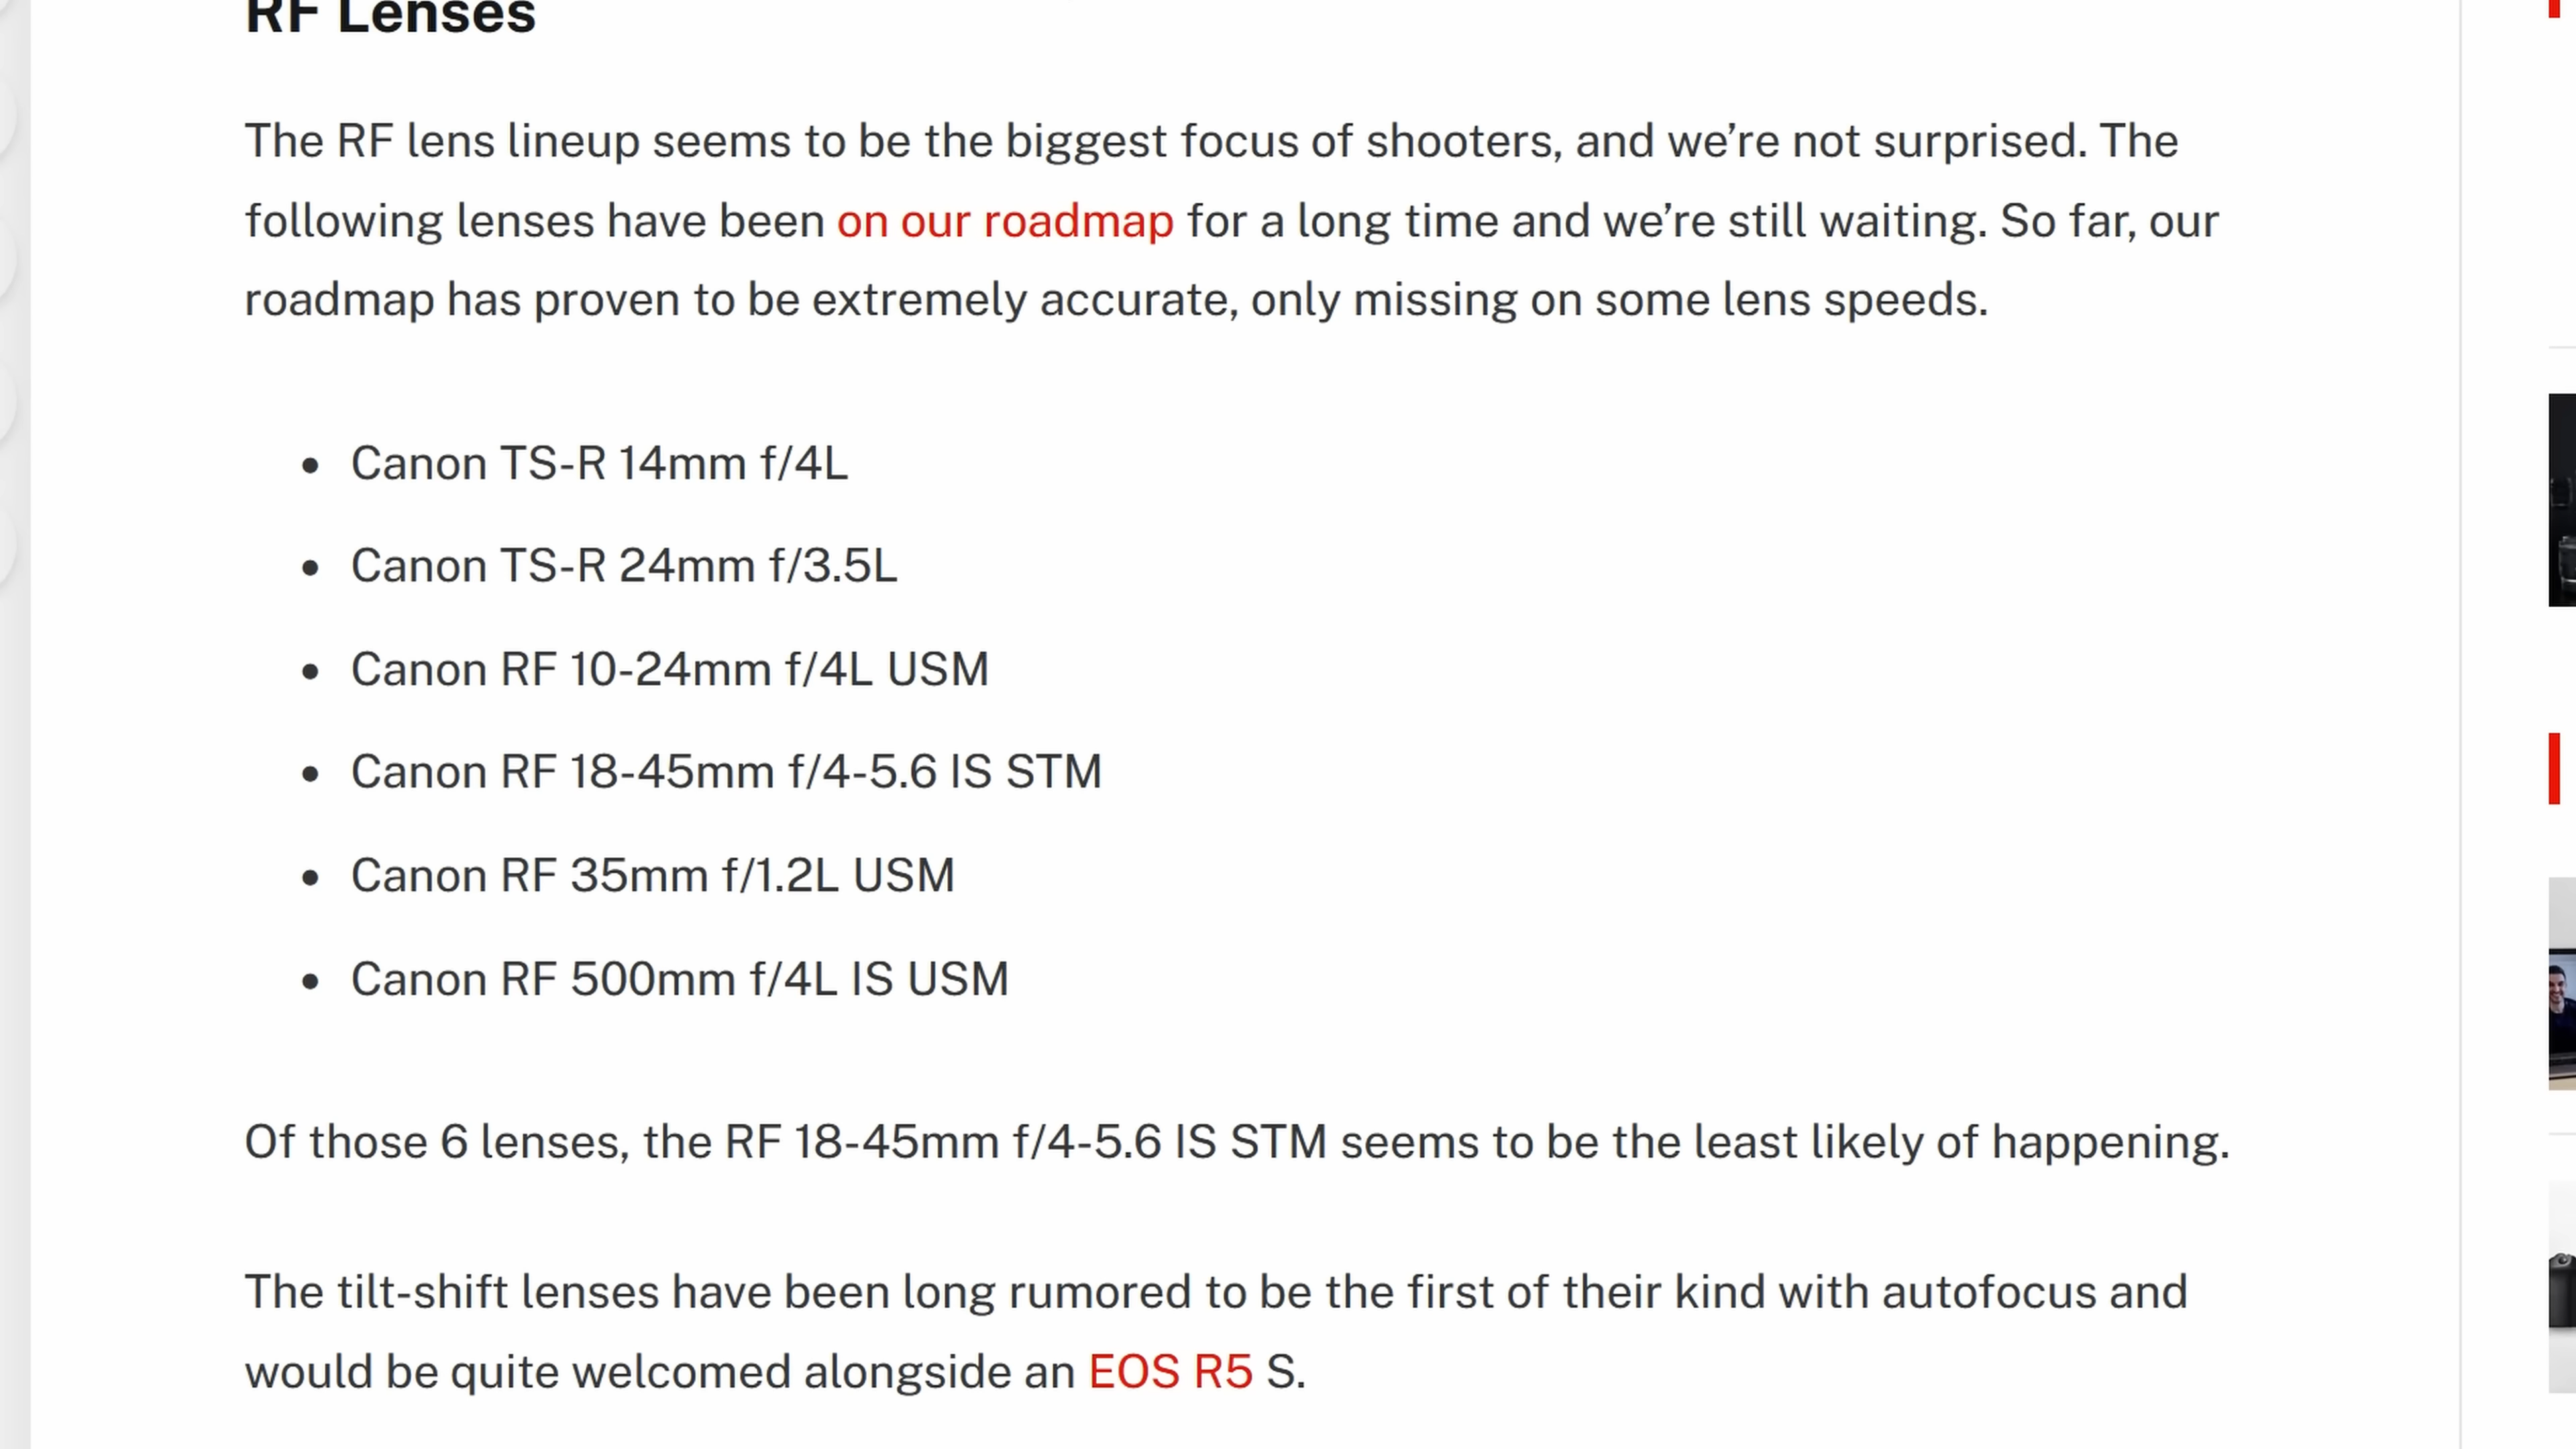 RF Lenses
The RF lens lineup seems to be the biggest focus of shooters, and we’re not surprised. The
following lenses have been on our roadmap for a long time and we’re still waiting. So far, our
roadmap has proven to be extremely accurate, only missing on some lens speeds.
• Canon TS-R 14mm f/4L
• Canon TS-R 24mm f/3.5L
• Canon RF 10-24mm f/4L USM
• Canon RF 18-45mm f/4-5.6 IS STM
• Canon RF 35mm f/1.2L USM
• Canon RF 500mm f/4L IS USM
Of those 6 lenses, the RF 18-45mm f/4-5.6 IS STM seems to be the least likely of happening.
The tilt-shift lenses have been long rumored to be the first of their kind with autofocus and
would be quite welcomed alongside an EOS R5 S.